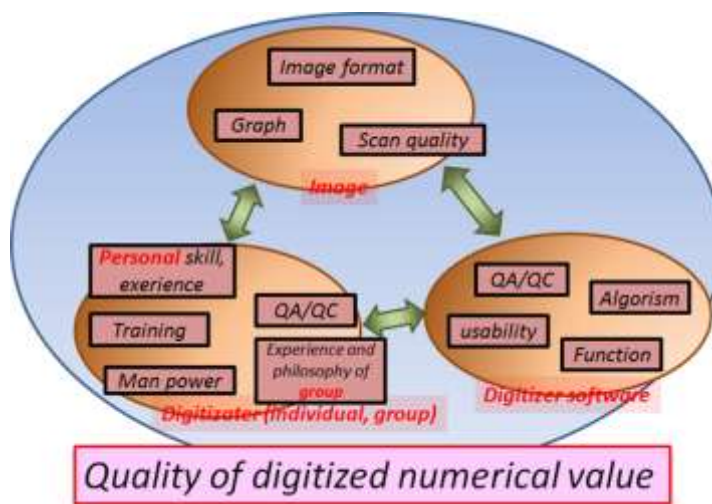 Image format
Graph
Scan quality
Image
Personal skill,
exerience
Training
Man power
QA/QC
Experience and
philosophy of
group
Digitizater (individual, group)
QA/QC
Algorism
usability
Function
Digitizer software
Quality of digitized numerical value